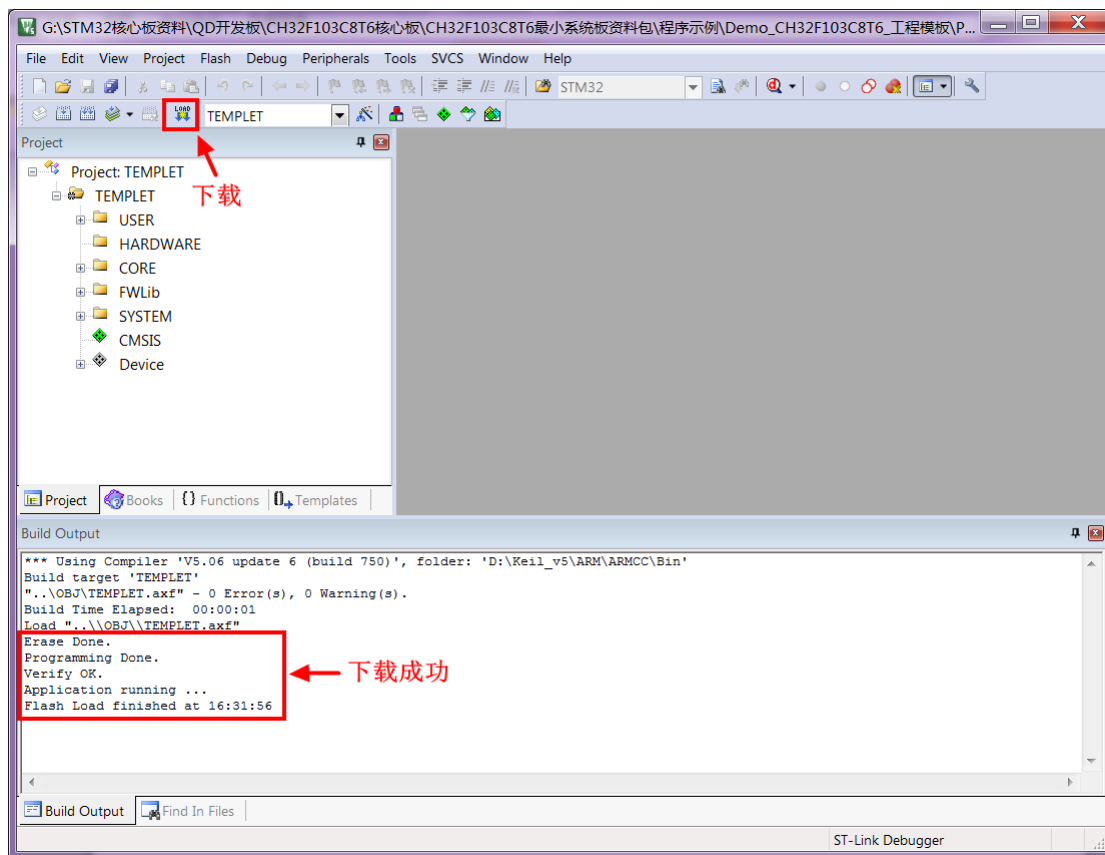 G:\STM32核心板资料\QD开发板\CH32F103C8T6核心板\CH32F103C8T6最小系统板资料包\程序示例\Demo_CH32F103C8T6_工程模板\P...
File Edit View Project Flash Debug Peripherals Tools SVCS Window Help
STM32
LOAD TEMPLET
Project
下载
Project: TEMPLET
TEMPLET
USER
HARDWARE
CORE
FWLib
SYSTEM
CMSIS
Device
Project Books {} Functions Templates
Build Output
*** Using Compiler 'V5.06 update 6 (build 750)', folder: 'D:\Keil_v5\ARM\ARMCC\Bin'
Build target 'TEMPLET'
"..\OBJ\TEMPLET.axf" - 0 Error(s), 0 Warning(s).
Build Time Elapsed:  00:00:01
Load "..\\OBJ\\TEMPLET.axf"
Erase Done.
Programming Done.
Verify OK.
下载成功
Application running ...
Flash Load finished at 16:31:56
Build Output Find In Files
ST-Link Debugger